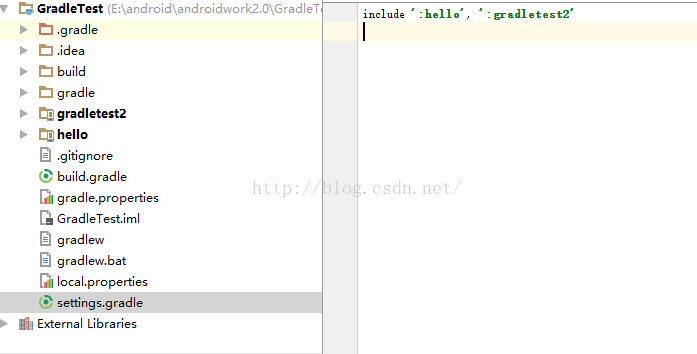 GradleTest (E:\android\androidwork2.0\GradleTe
include ':hello', ':gradletest2'
.gradle
.idea
build
gradle
gradletest2
hello
.gitignore
build.gradle
gradle.properties
GradleTest.iml
gradlew
gradlew.bat
local.properties
settings.gradle
External Libraries
http://blog.csdn.net/